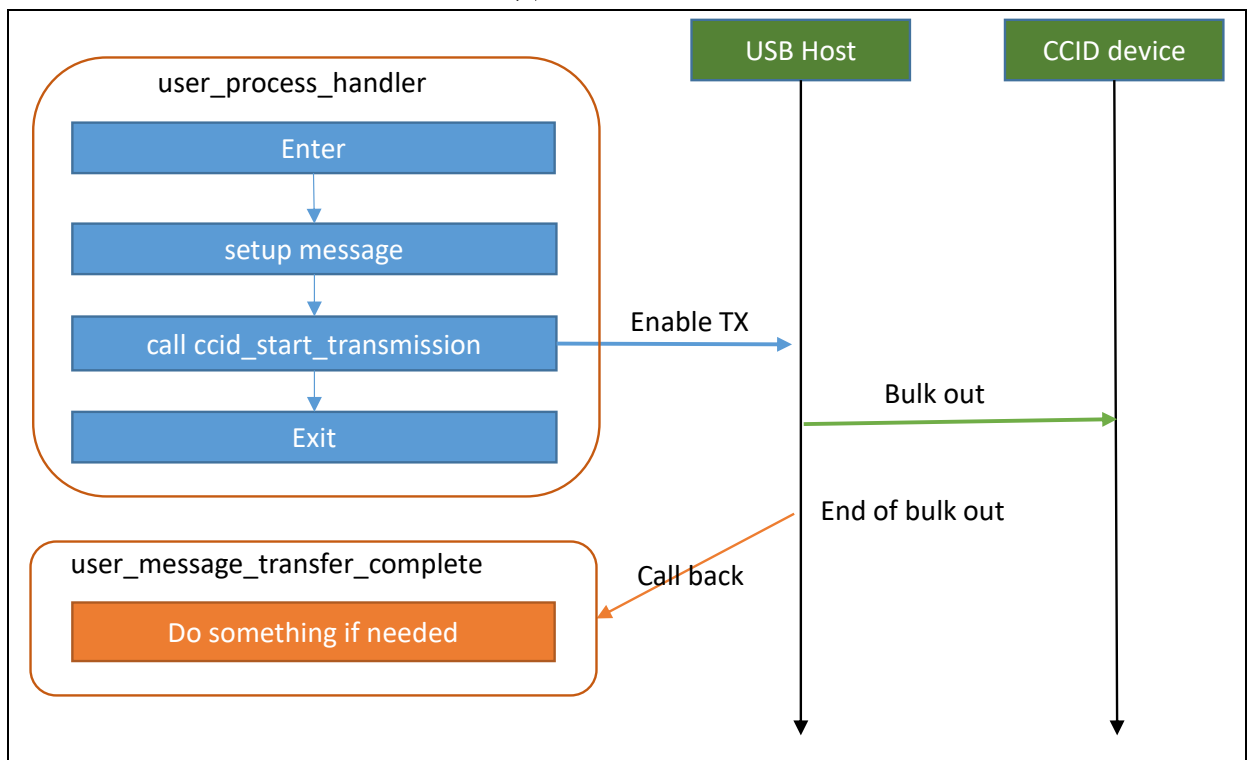 USB Host
CCID device
user_process_handler
Enter
setup message
call ccid_start_transmission
Enable TX
Bulk out
Exit
End of bulk out
user_message_transfer_complete
Call back
Do something if needed